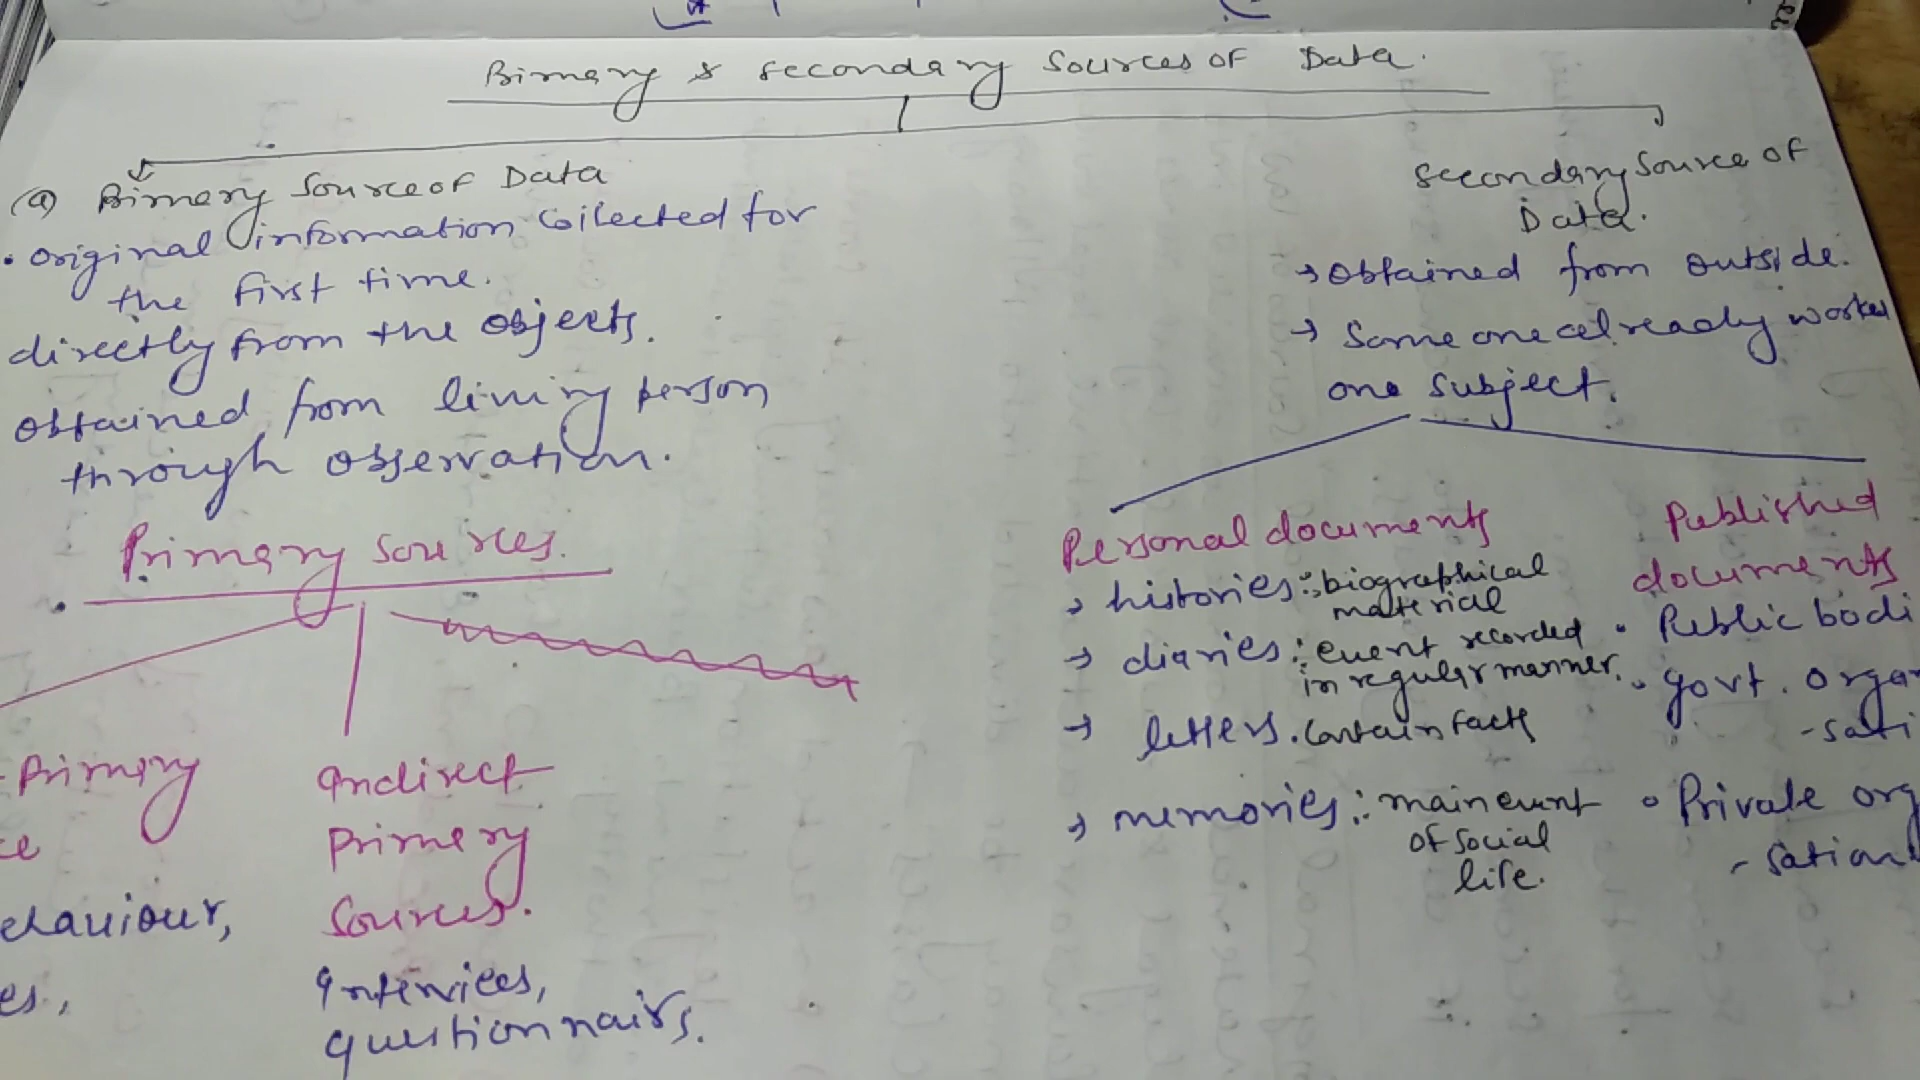 Primary & secondary Sources of Data.
(a) Primary Source of Data
• original information collected for
the first time.
directly from the objects.
obtained from living person
through observation.
Primary sources.
-Primary
ce
ehaviour,
es,
Indirect
primary
Sources.
Interviews,
questionnairs.
secondary source of
Data.
→ obtained from outside.
→ Some one already worked
one subject.
Personal documents
→ histories: biographical
material
→ diaries: event recorded
in regular manner.
→ letters. Contain facts
→ memories: main event
of social
life.
Published
documents
• Public bodi
• govt. organ
-sati
• Private org
-sation